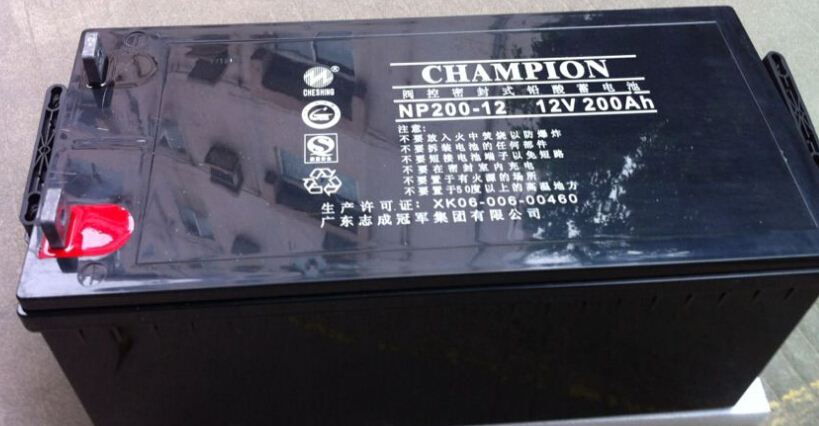 CHAMPION
阀控密封式铅酸蓄电池
NP200-12 12V 200Ah
CHESHING
注意:
不要放入火中焚烧以防爆炸
不要拆装电池的任何部件
不要短接电池端子以免短路
不要在密封室内充电
不要置于有火源的场所
不要置于50度以上的高温地方
生产许可证: XK06-006-00460
广东志成冠军集团有限公司